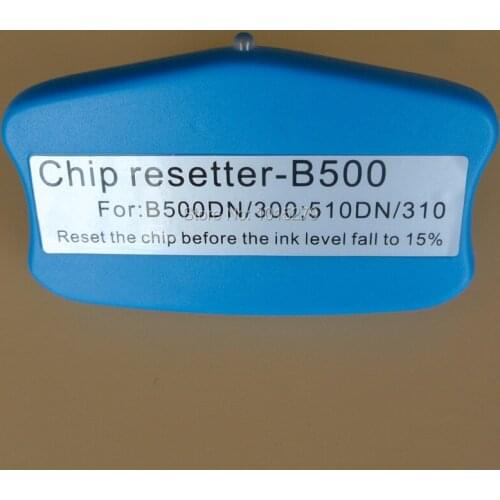 Chip resetter-B500
For:B500DN/300:510DN/310
Reset the chip before the ink level fall to 15%